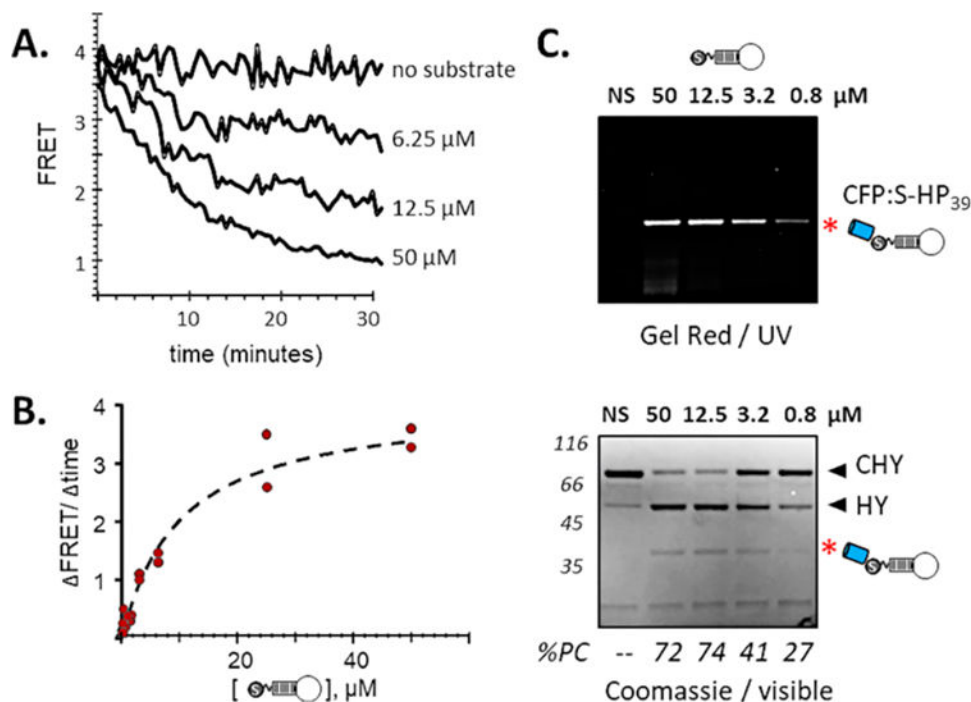 A.
4
3
2
1
FRET
no substrate
6.25 µM
12.5 µM
50 µM
10 20 30
time (minutes)
B.
4
3
2
1
ΔFRET/ Δtime
20 40
[ S ], µM
C.
S
NS 50 12.5 3.2 0.8 µM
CFP:S-HP39
* S
Gel Red / UV
NS 50 12.5 3.2 0.8 µM
116
66
45
35
CHY
HY
* S
%PC -- 72 74 41 27
Coomassie / visible